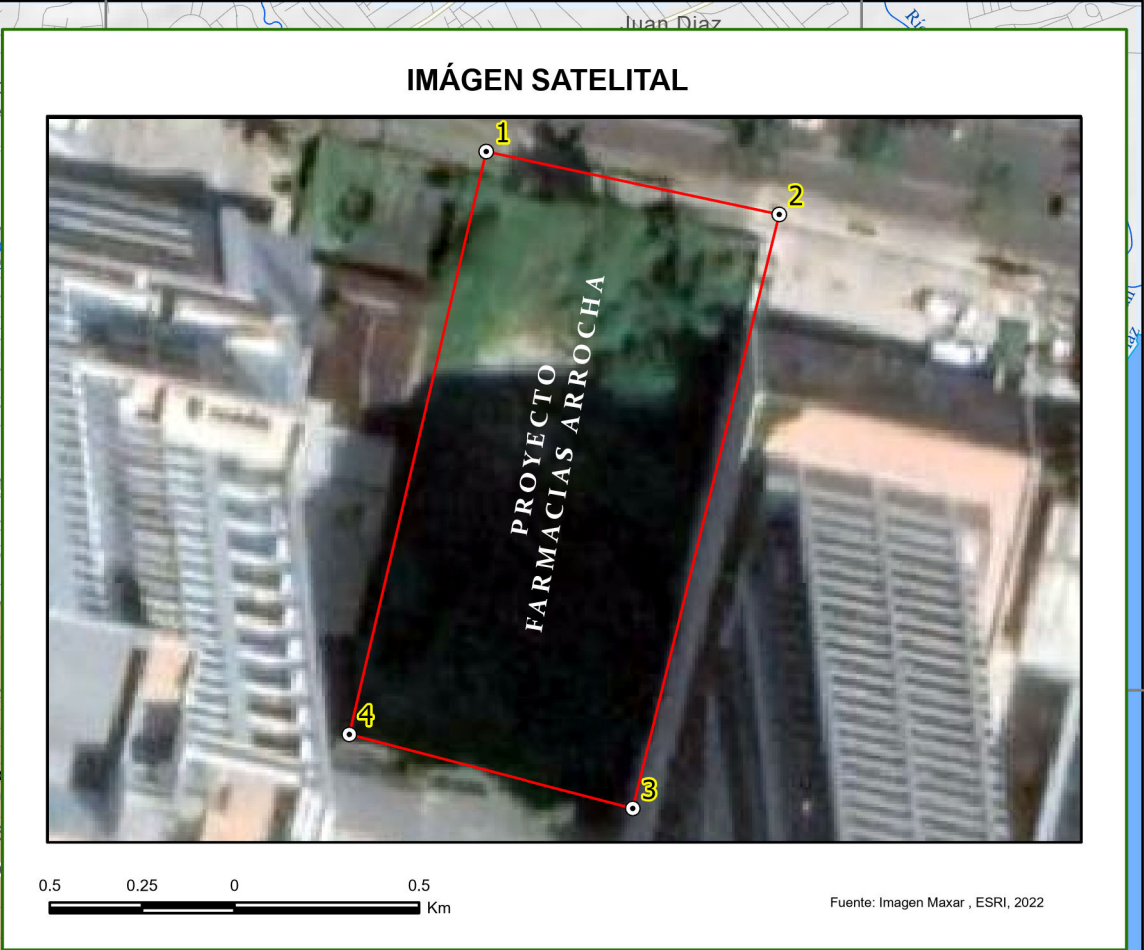 Juan Diaz
IMÁGEN SATELITAL
1
2
PROYECTO
FARMACIAS ARROCHA
4
3
0.5 0.25 0 0.5
Km
Fuente: Imagen Maxar , ESRI, 2022